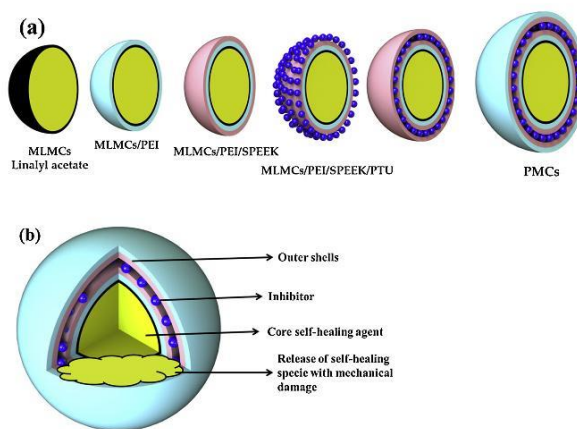 (a)
MLMCs
Linalyl acetate
MLMCs/PEI
MLMCs/PEI/SPEEK
MLMCs/PEI/SPEEK/PTU
PMCs
(b)
Outer shells
Inhibitor
Core self-healing agent
Release of self-healing
specie with mechanical
damage